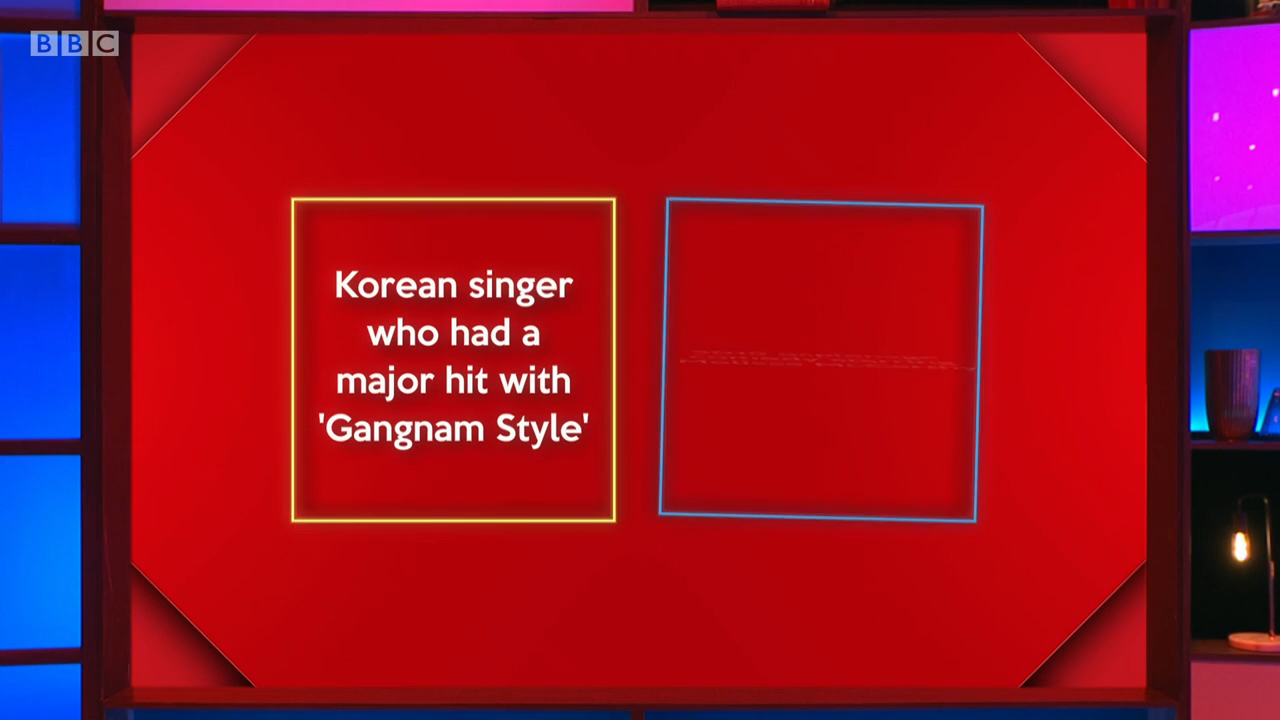 BBC
Korean singer
who had a
major hit with
'Gangnam Style'